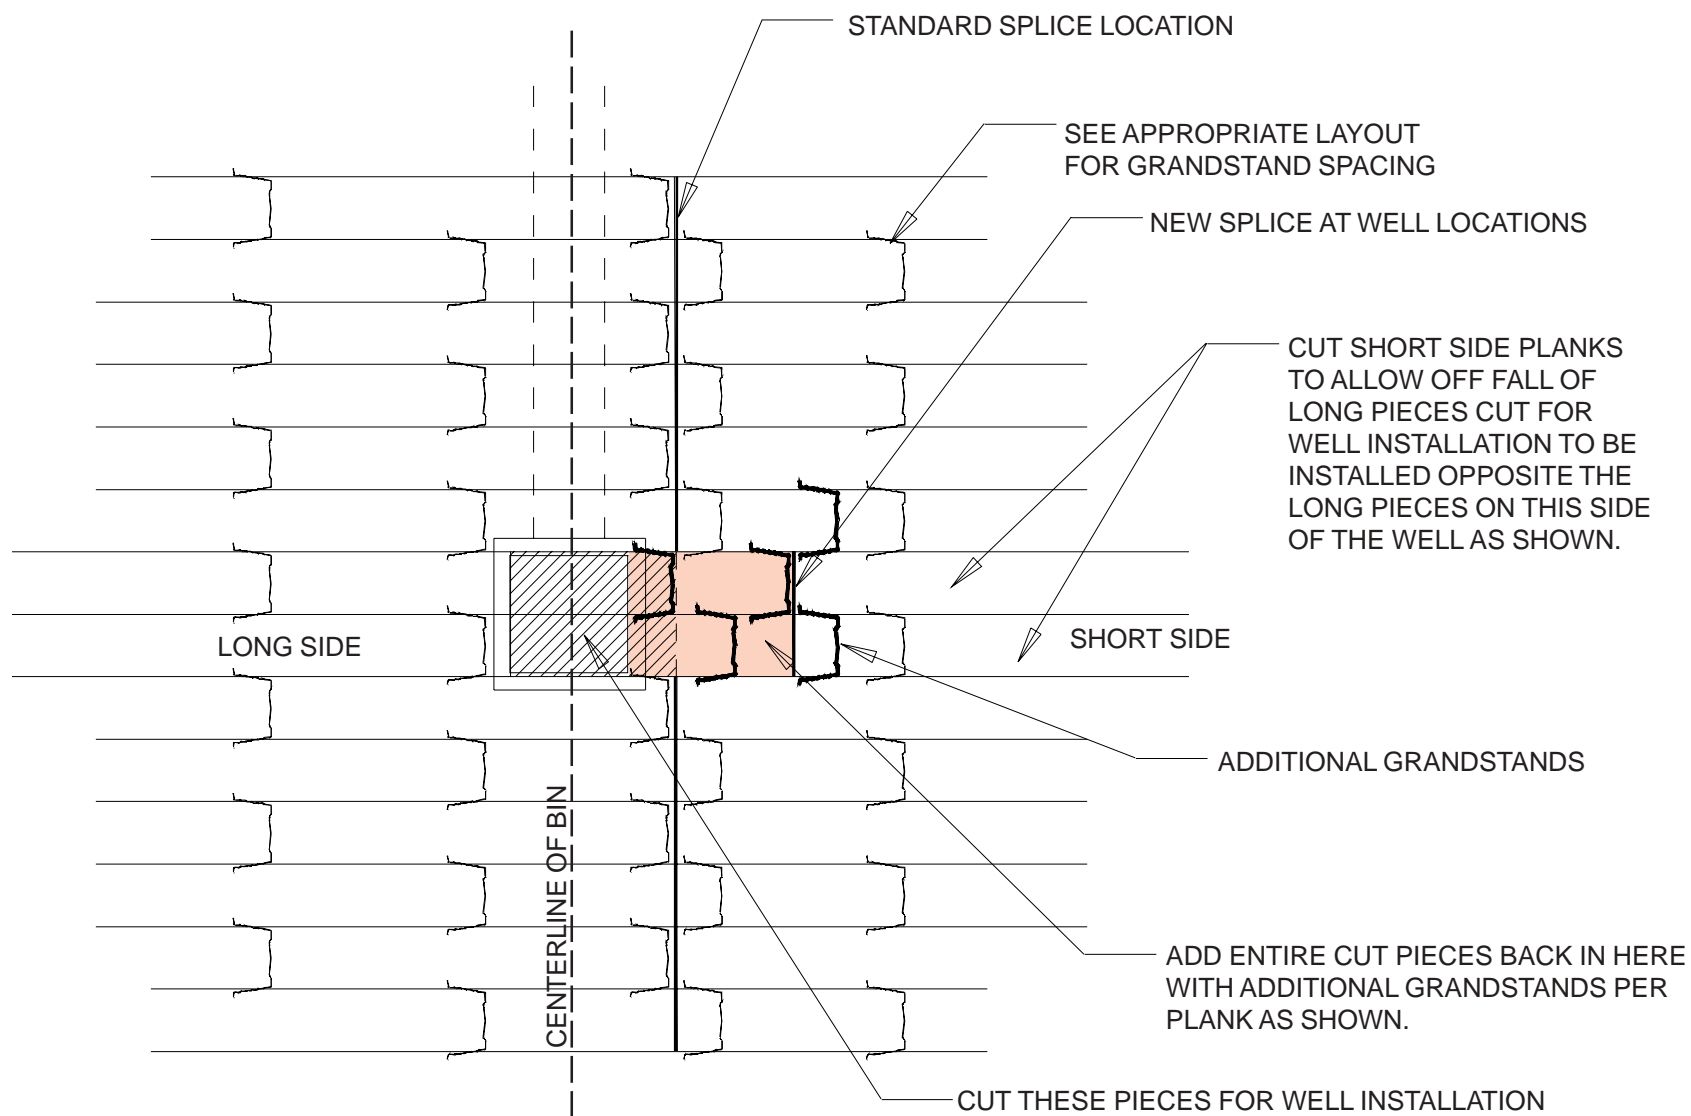 STANDARD SPLICE LOCATION
SEE APPROPRIATE LAYOUT
FOR GRANDSTAND SPACING
NEW SPLICE AT WELL LOCATIONS
CUT SHORT SIDE PLANKS
TO ALLOW OFF FALL OF
LONG PIECES CUT FOR
WELL INSTALLATION TO BE
INSTALLED OPPOSITE THE
LONG PIECES ON THIS SIDE
OF THE WELL AS SHOWN.
LONG SIDE
SHORT SIDE
ADDITIONAL GRANDSTANDS
CENTERLINE OF BIN
ADD ENTIRE CUT PIECES BACK IN HERE
WITH ADDITIONAL GRANDSTANDS PER
PLANK AS SHOWN.
CUT THESE PIECES FOR WELL INSTALLATION